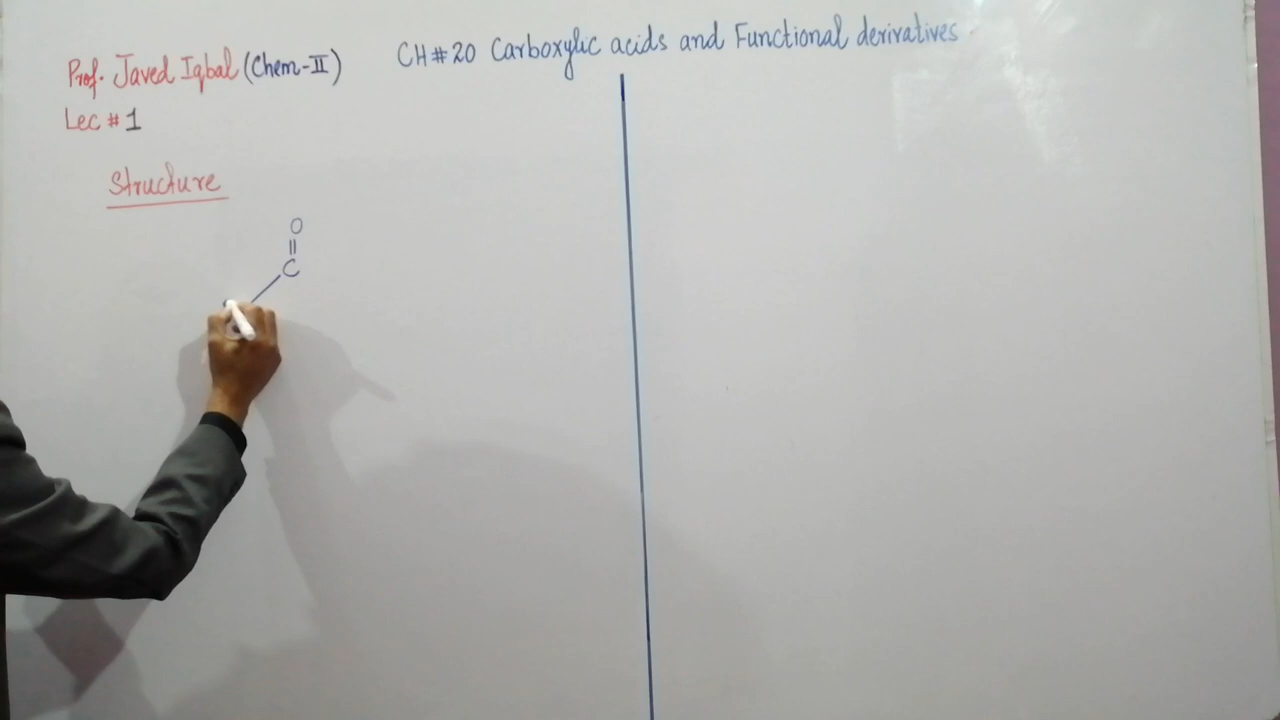 CH#20 Carboxylic acids and Functional derivatives
Prof. Javed Iqbal (Chem-II)
Lec # 1
Structure
O
C